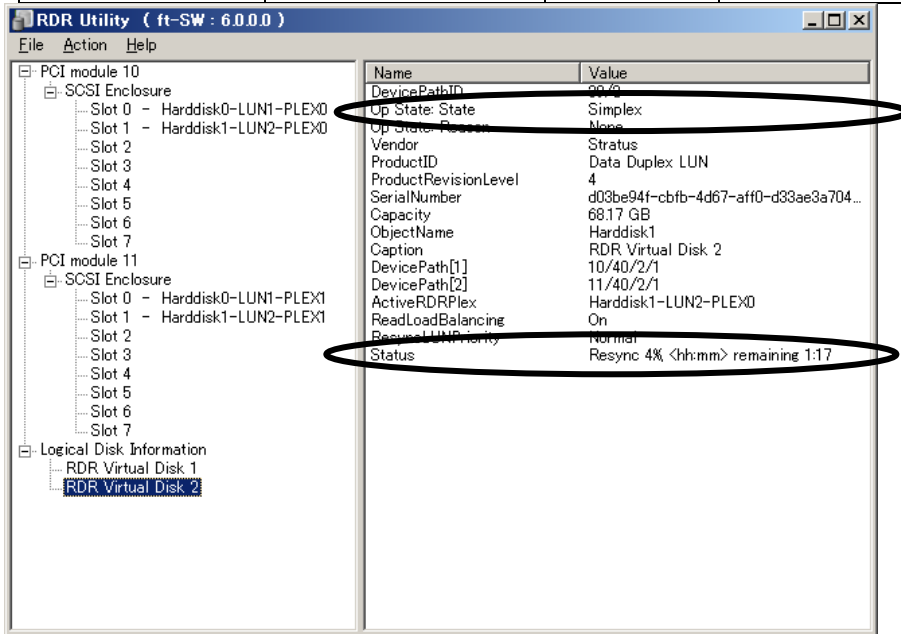 RDR Utility ( ft-SW : 6.0.0.0 )
File Action Help
PCI module 10
SCSI Enclosure
Slot 0 - Harddisk0-LUN1-PLEX0
Slot 1 - Harddisk1-LUN2-PLEX0
Slot 2
Slot 3
Slot 4
Slot 5
Slot 6
Slot 7
PCI module 11
SCSI Enclosure
Slot 0 - Harddisk0-LUN1-PLEX1
Slot 1 - Harddisk1-LUN2-PLEX1
Slot 2
Slot 3
Slot 4
Slot 5
Slot 6
Slot 7
Logical Disk Information
RDR Virtual Disk 1
RDR Virtual Disk 2
Name Value
DevicePathID
Op State: State Simplex
Op State: Reason None
Vendor Stratus
ProductID Data Duplex LUN
ProductRevisionLevel 4
SerialNumber d03be94f-cbfb-4d67-aff0-d33ae3a704...
Capacity 68.17 GB
ObjectName Harddisk1
Caption RDR Virtual Disk 2
DevicePath[1] 10/40/2/1
DevicePath[2] 11/40/2/1
ActiveRDRPlex Harddisk1-LUN2-PLEX0
ReadLoadBalancing On
ResyncLUNPriority Normal
Status Resync 4%, <hh:mm> remaining 1:17